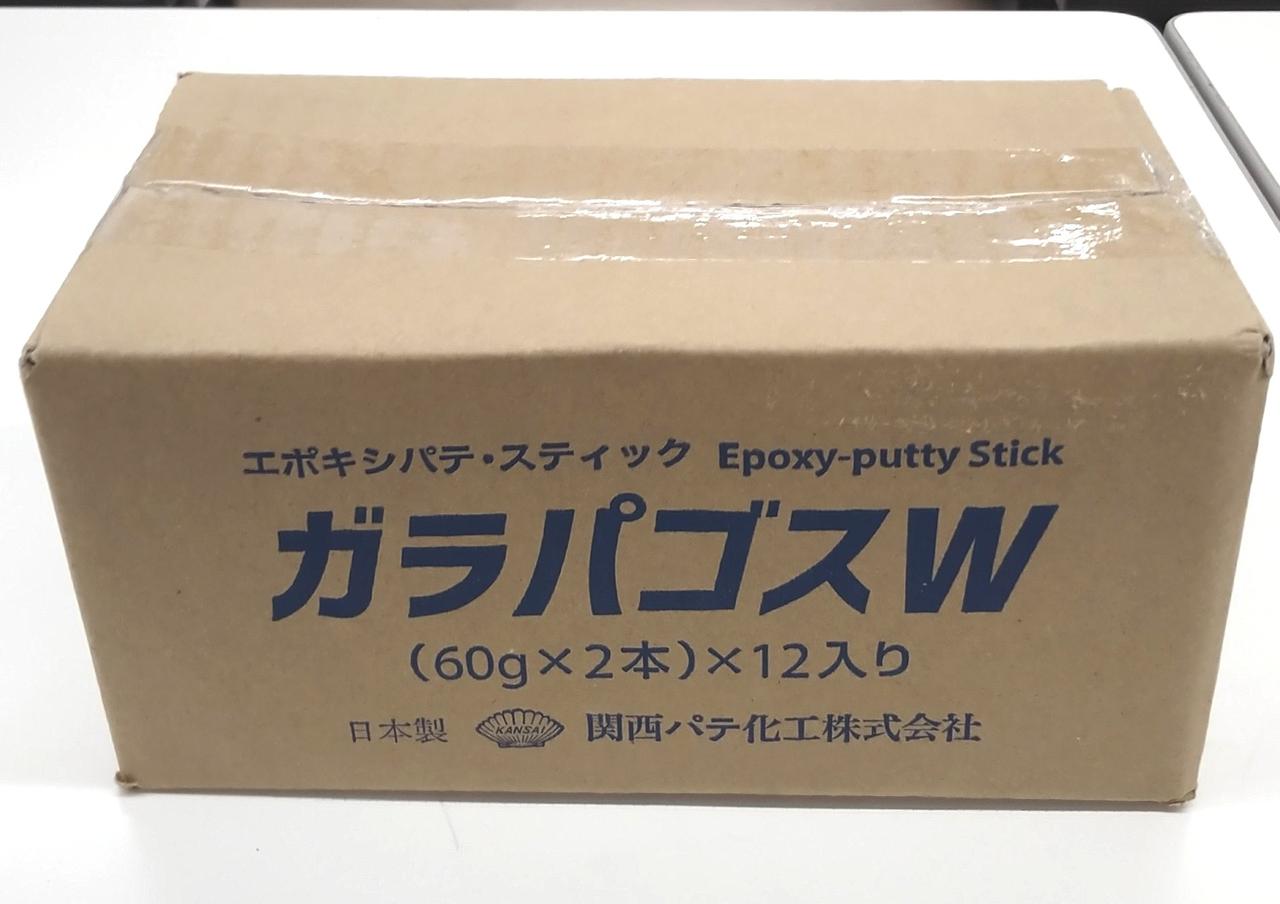 エポキシパテ・スティック Epoxy-putty Stick
ガラパゴスW
(60g×2本)×12入り
日本製 KANSAI 関西パテ化工株式会社